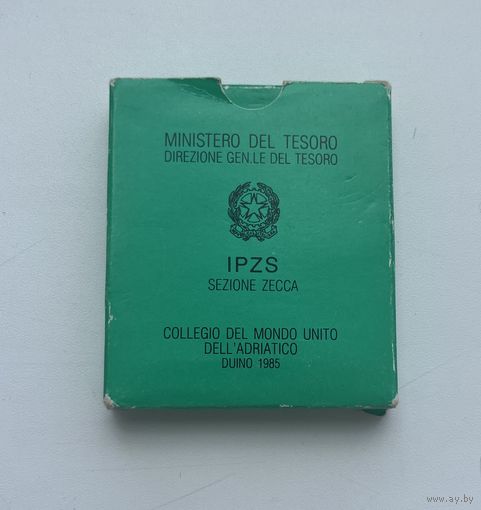 MINISTERO DEL TESORO
DIREZIONE GEN.LE DEL TESORO
IPZS
SEZIONE ZECCA
COLLEGIO DEL MONDO UNITO
DELL'ADRIATICO
DUINO 1985
© www.ay.by